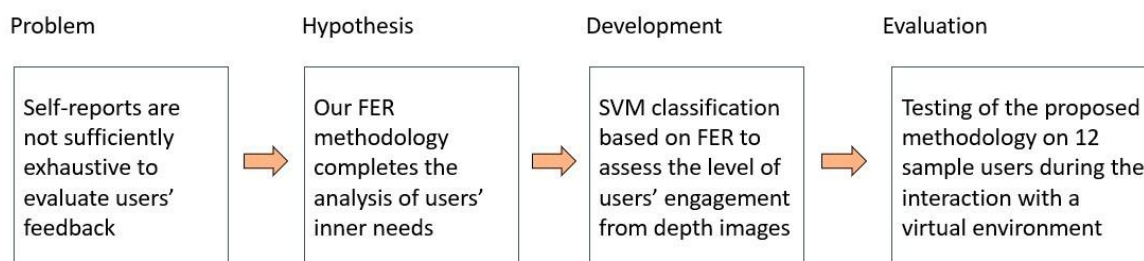 Problem
Hypothesis
Development
Evaluation
Self-reports are
not sufficiently
exhaustive to
evaluate users'
feedback
Our FER
methodology
completes the
analysis of users'
inner needs
SVM classification
based on FER to
assess the level of
users' engagement
from depth images
Testing of the proposed
methodology on 12
sample users during the
interaction with a
virtual environment